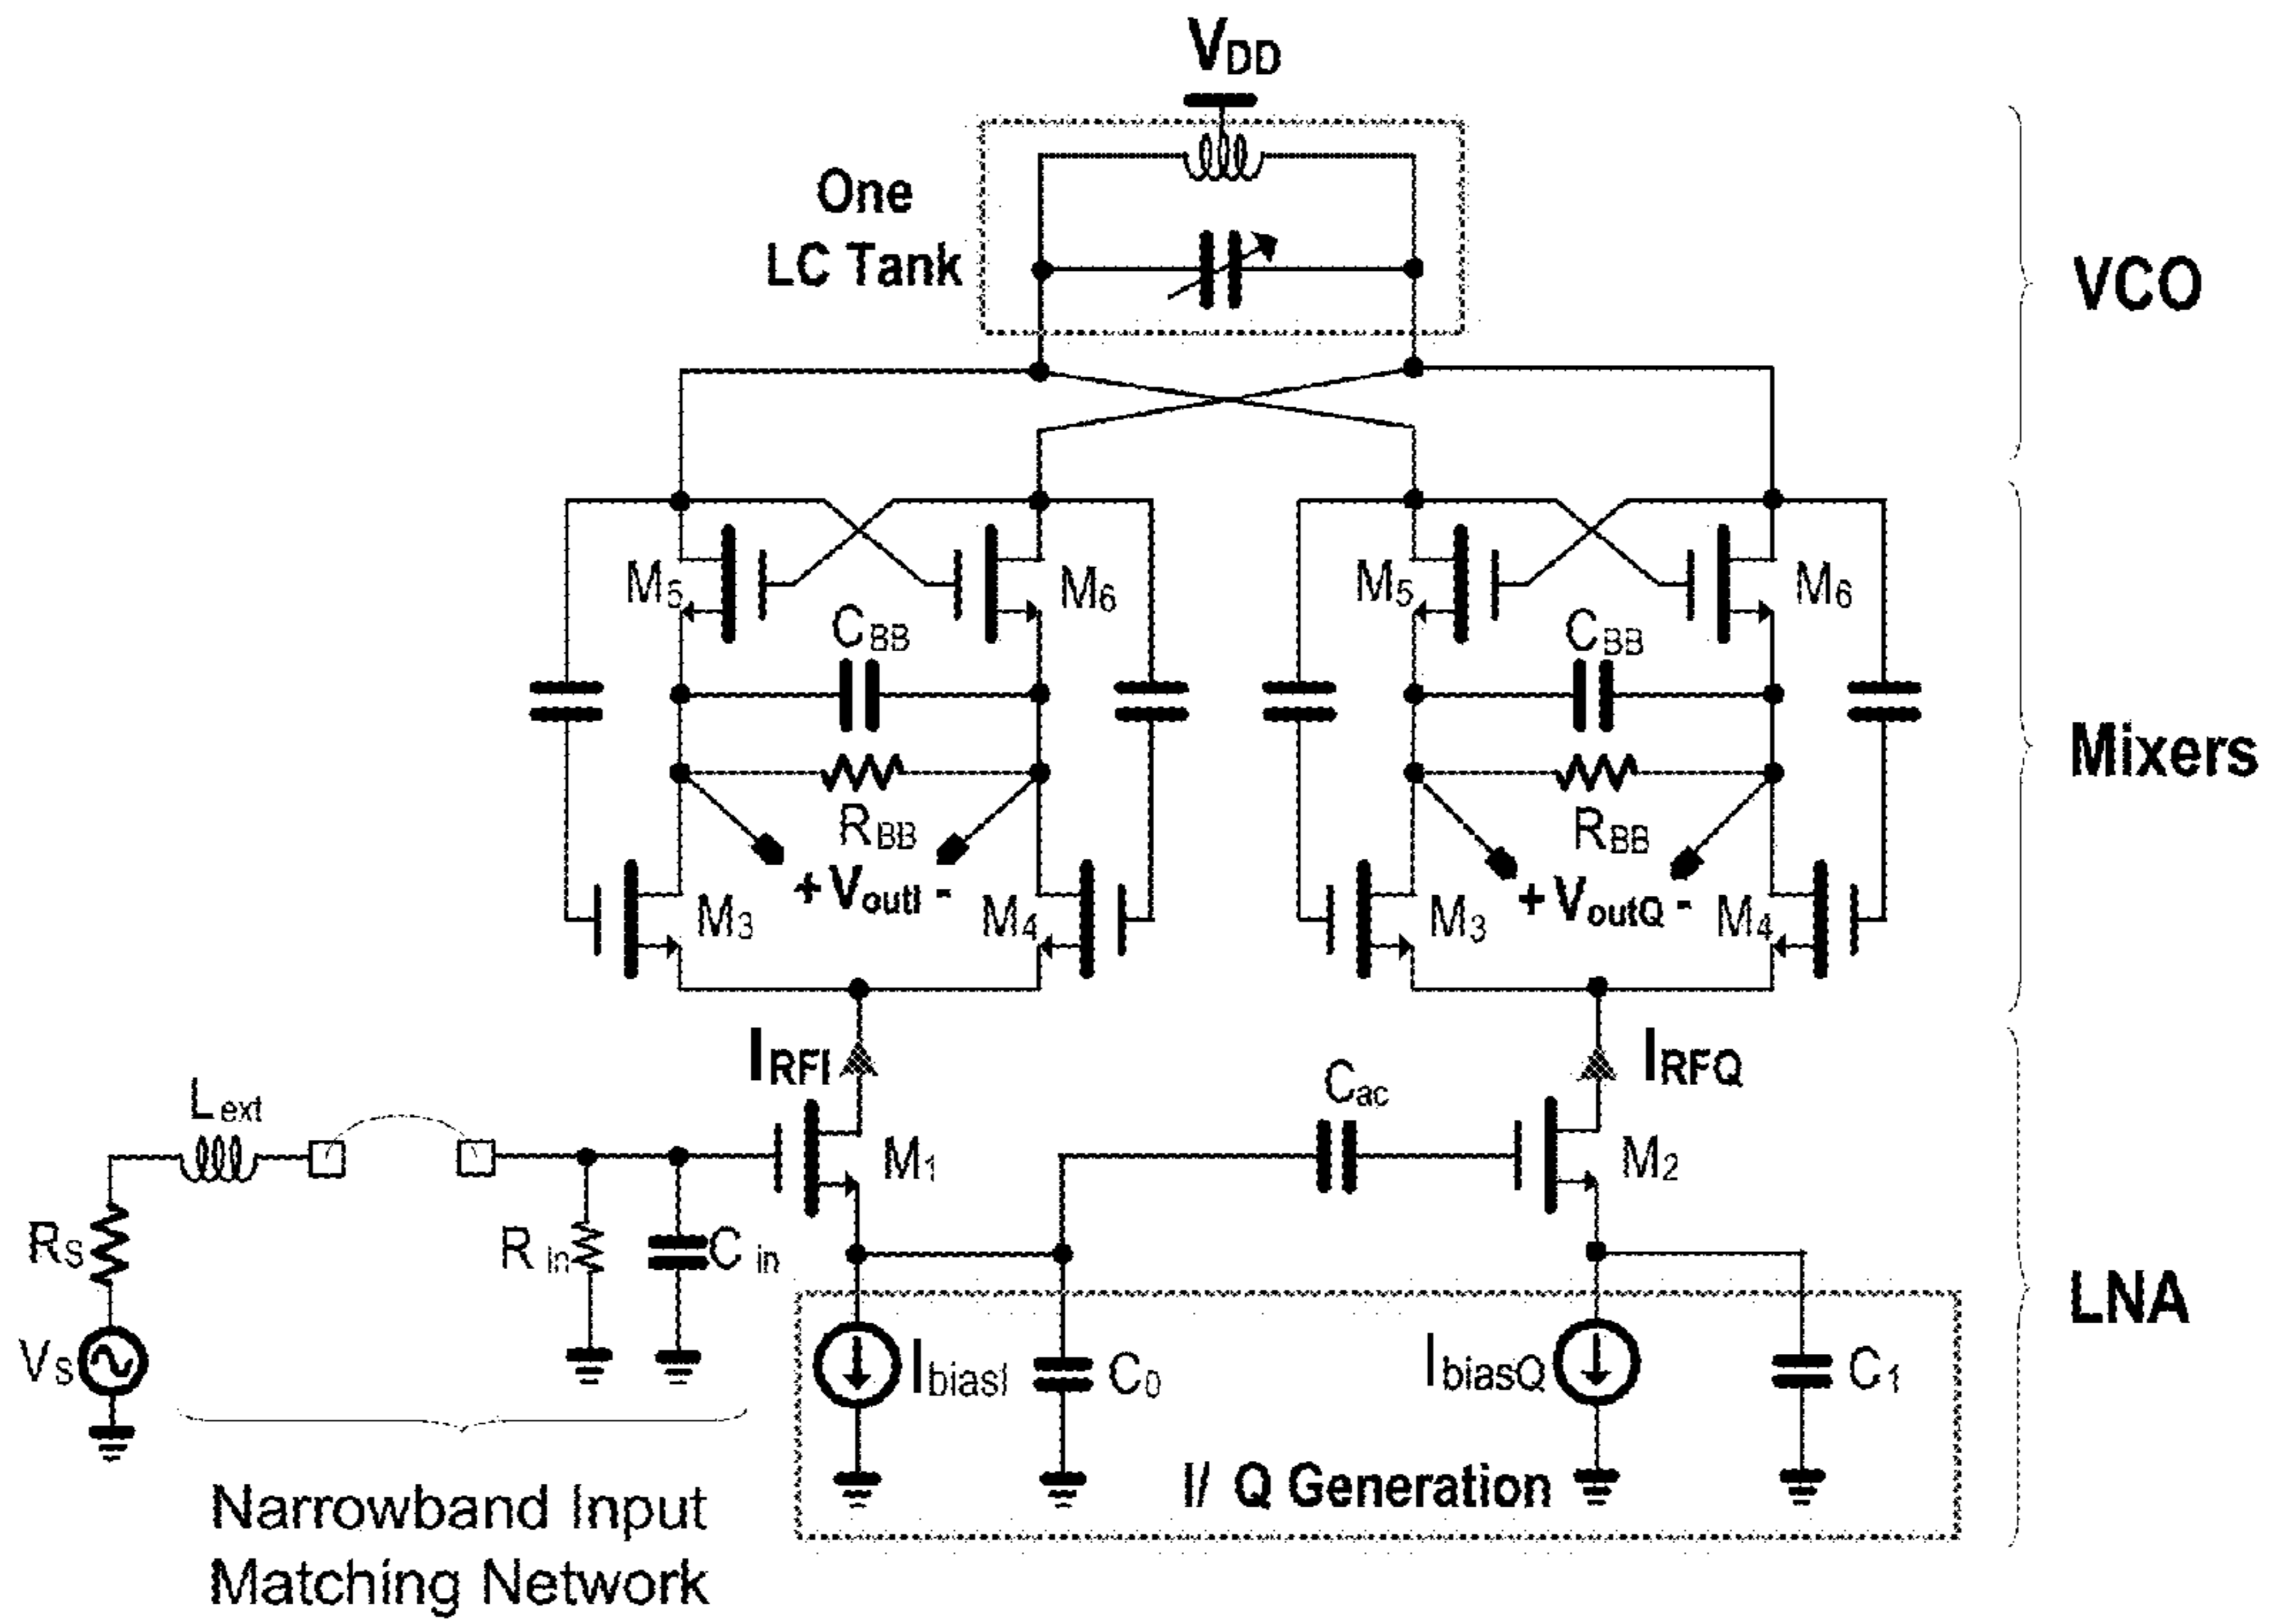 VDD
One
LC Tank
VCO
M5
M6
M5
M6
CBB
CBB
Mixers
RBB
RBB
+ VoutI -
+ VoutQ -
M3
M4
M3
M4
IRFI
IRFQ
Lext
Cac
M1
M2
RS
R in
C in
LNA
VS
IbiasI
C0
IbiasQ
C1
I/ Q Generation
Narrowband Input
Matching Network